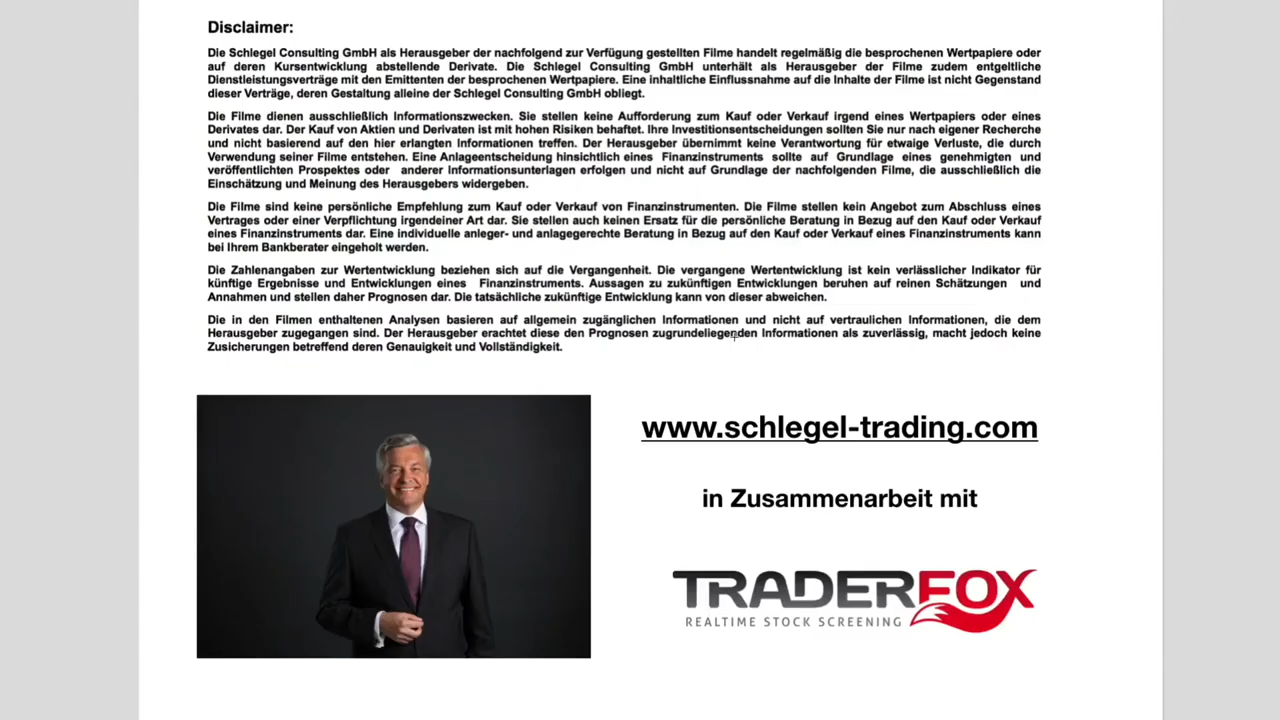 Disclaimer:
Die Schlegel Consulting GmbH als Herausgeber der nachfolgend zur Verfügung gestellten Filme handelt regelmäßig die besprochenen Wertpapiere oder
auf deren Kursentwicklung abstellende Derivate. Die Schlegel Consulting GmbH unterhält als Herausgeber der Filme zudem entgeltliche
Dienstleistungsverträge mit den Emittenten der besprochenen Wertpapiere. Eine inhaltliche Einflussnahme auf die Inhalte der Filme ist nicht Gegenstand
dieser Verträge, deren Gestaltung alleine der Schlegel Consulting GmbH obliegt.
Die Filme dienen ausschließlich Informationszwecken. Sie stellen keine Aufforderung zum Kauf oder Verkauf irgend eines Wertpapiers oder eines
Derivates dar. Der Kauf von Aktien und Derivaten ist mit hohen Risiken behaftet. Ihre Investitionsentscheidungen sollten Sie nur nach eigener Recherche
und nicht basierend auf den hier erlangten Informationen treffen. Der Herausgeber übernimmt keine Verantwortung für etwaige Verluste, die durch
Verwendung seiner Filme entstehen. Eine Anlageentscheidung hinsichtlich eines Finanzinstruments sollte auf Grundlage eines genehmigten und
veröffentlichten Prospektes oder anderer Informationsunterlagen erfolgen und nicht auf Grundlage der nachfolgenden Filme, die ausschließlich die
Einschätzung und Meinung des Herausgebers widergeben.
Die Filme sind keine persönliche Empfehlung zum Kauf oder Verkauf von Finanzinstrumenten. Die Filme stellen kein Angebot zum Abschluss eines
Vertrages oder einer Verpflichtung irgendeiner Art dar. Sie stellen auch keinen Ersatz für die persönliche Beratung in Bezug auf den Kauf oder Verkauf
eines Finanzinstruments dar. Eine individuelle anleger- und anlagegerechte Beratung in Bezug auf den Kauf oder Verkauf eines Finanzinstruments kann
bei Ihrem Bankberater eingeholt werden.
Die Zahlenangaben zur Wertentwicklung beziehen sich auf die Vergangenheit. Die vergangene Wertentwicklung ist kein verlässlicher Indikator für
künftige Ergebnisse und Entwicklungen eines Finanzinstruments. Aussagen zu zukünftigen Entwicklungen beruhen auf reinen Schätzungen und
Annahmen und stellen daher Prognosen dar. Die tatsächliche zukünftige Entwicklung kann von dieser abweichen.
Die in den Filmen enthaltenen Analysen basieren auf allgemein zugänglichen Informationen und nicht auf vertraulichen Informationen, die dem
Herausgeber zugegangen sind. Der Herausgeber erachtet diese den Prognosen zugrundeliegenden Informationen als zuverlässig, macht jedoch keine
Zusicherungen betreffend deren Genauigkeit und Vollständigkeit.
www.schlegel-trading.com
in Zusammenarbeit mit
TRADERFOX
REALTIME STOCK SCREENING